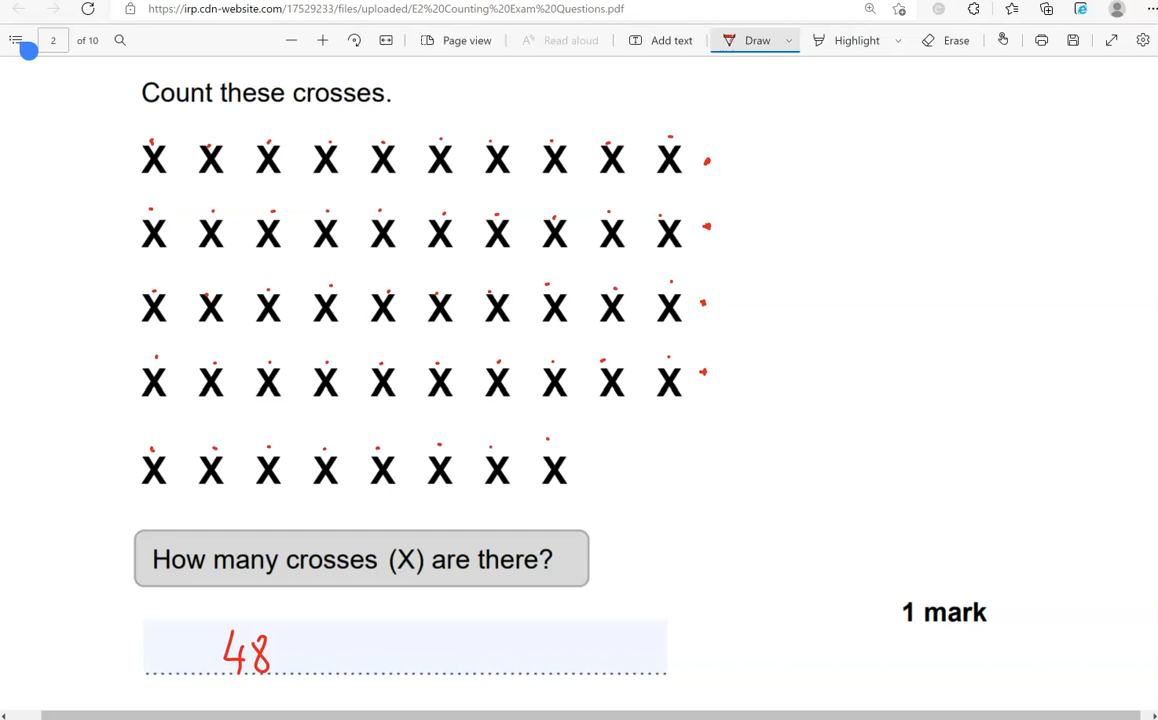 https://irp.cdn-website.com/17529233/files/uploaded/E2%20Counting%20Exam%20Questions.pdf
2 of 10 Page view Read aloud Add text Draw Highlight Erase
Count these crosses.
X X X X X X X X X X
X X X X X X X X X X
X X X X X X X X X X
X X X X X X X X X X
X X X X X X X X
How many crosses (X) are there?
1 mark
48